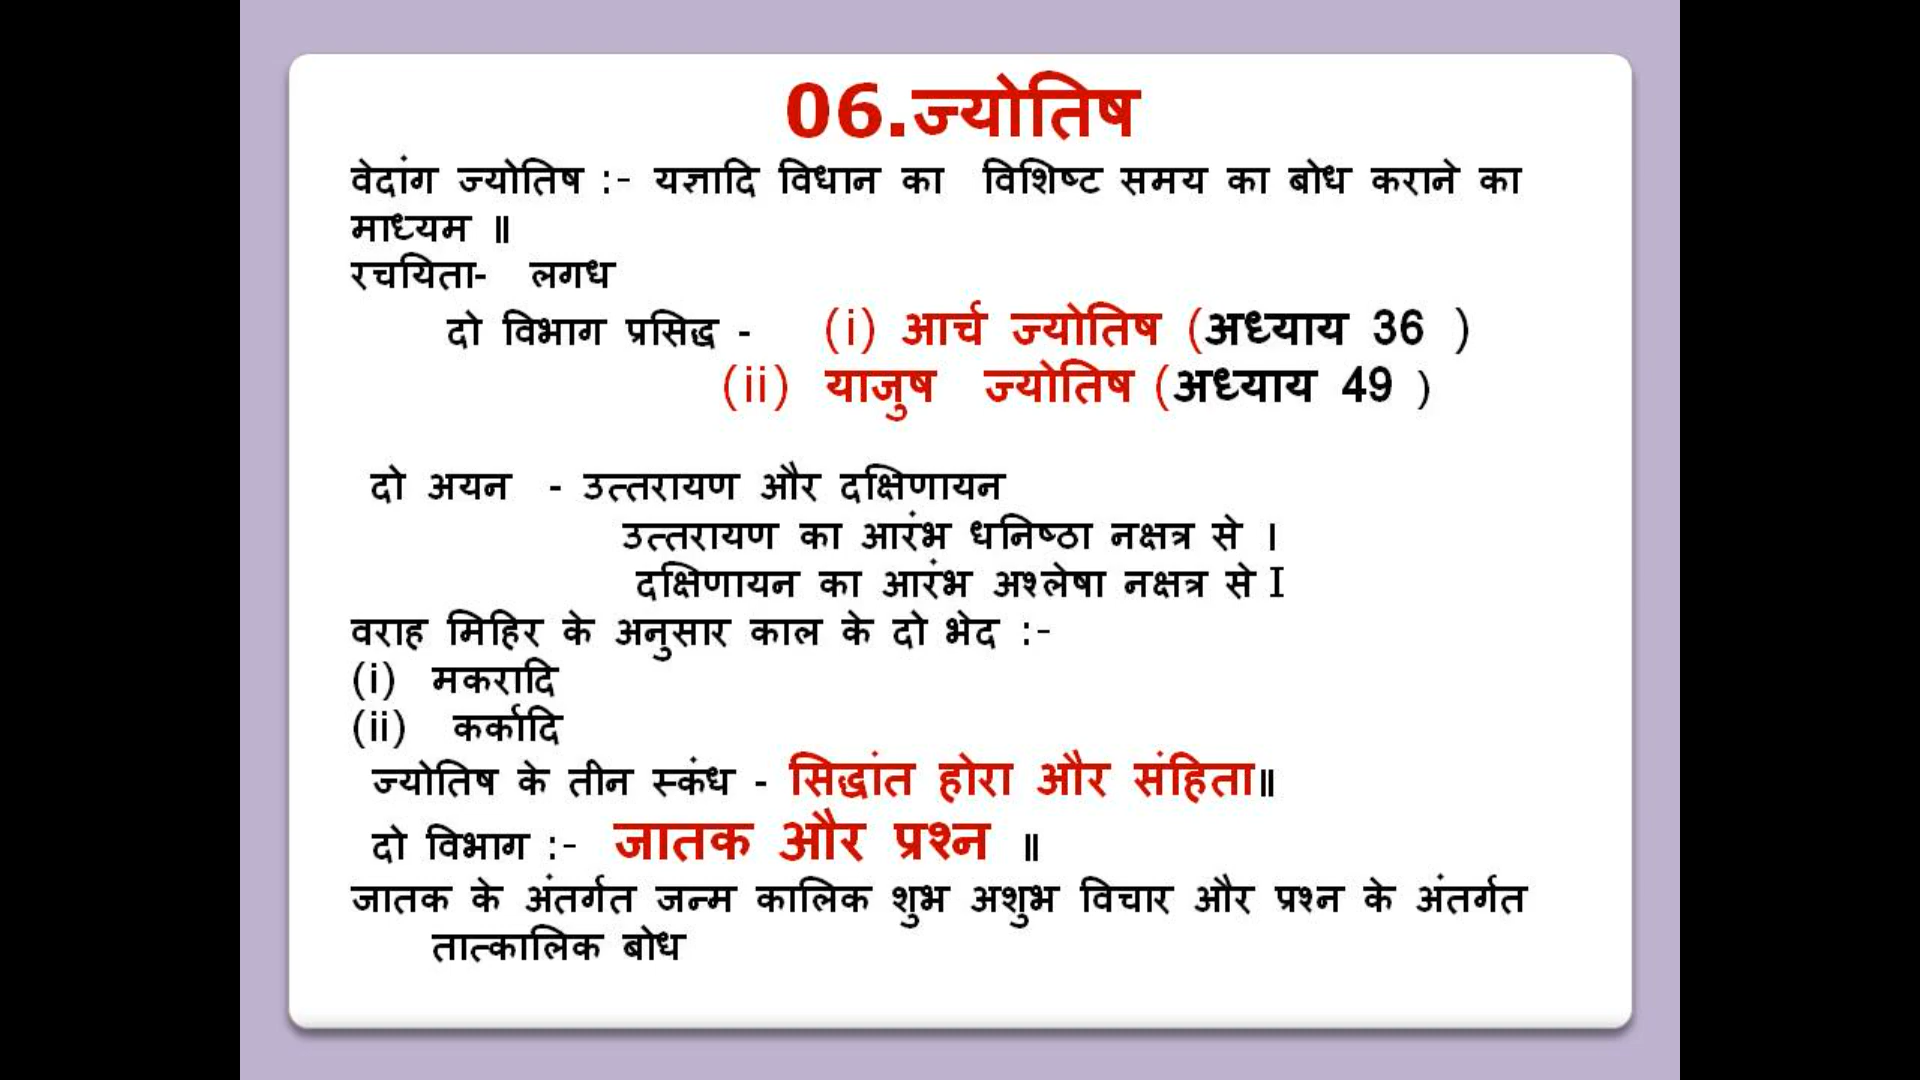 06.ज्योतिष
वेदांग ज्योतिष :- यज्ञादि विधान का विशिष्ट समय का बोध कराने का
माध्यम ॥
रचयिता- लगध
दो विभाग प्रसिद्ध - (i) आर्च ज्योतिष (अध्याय 36 )
(ii) याजुष ज्योतिष (अध्याय 49 )
दो अयन - उत्तरायण और दक्षिणायन
उत्तरायण का आरंभ धनिष्ठा नक्षत्र से ।
दक्षिणायन का आरंभ अश्लेषा नक्षत्र से I
वराह मिहिर के अनुसार काल के दो भेद :-
(i) मकरादि
(ii) कर्कादि
ज्योतिष के तीन स्कंध - सिद्धांत होरा और संहिता॥
दो विभाग :- जातक और प्रश्न ॥
जातक के अंतर्गत जन्म कालिक शुभ अशुभ विचार और प्रश्न के अंतर्गत
तात्कालिक बोध